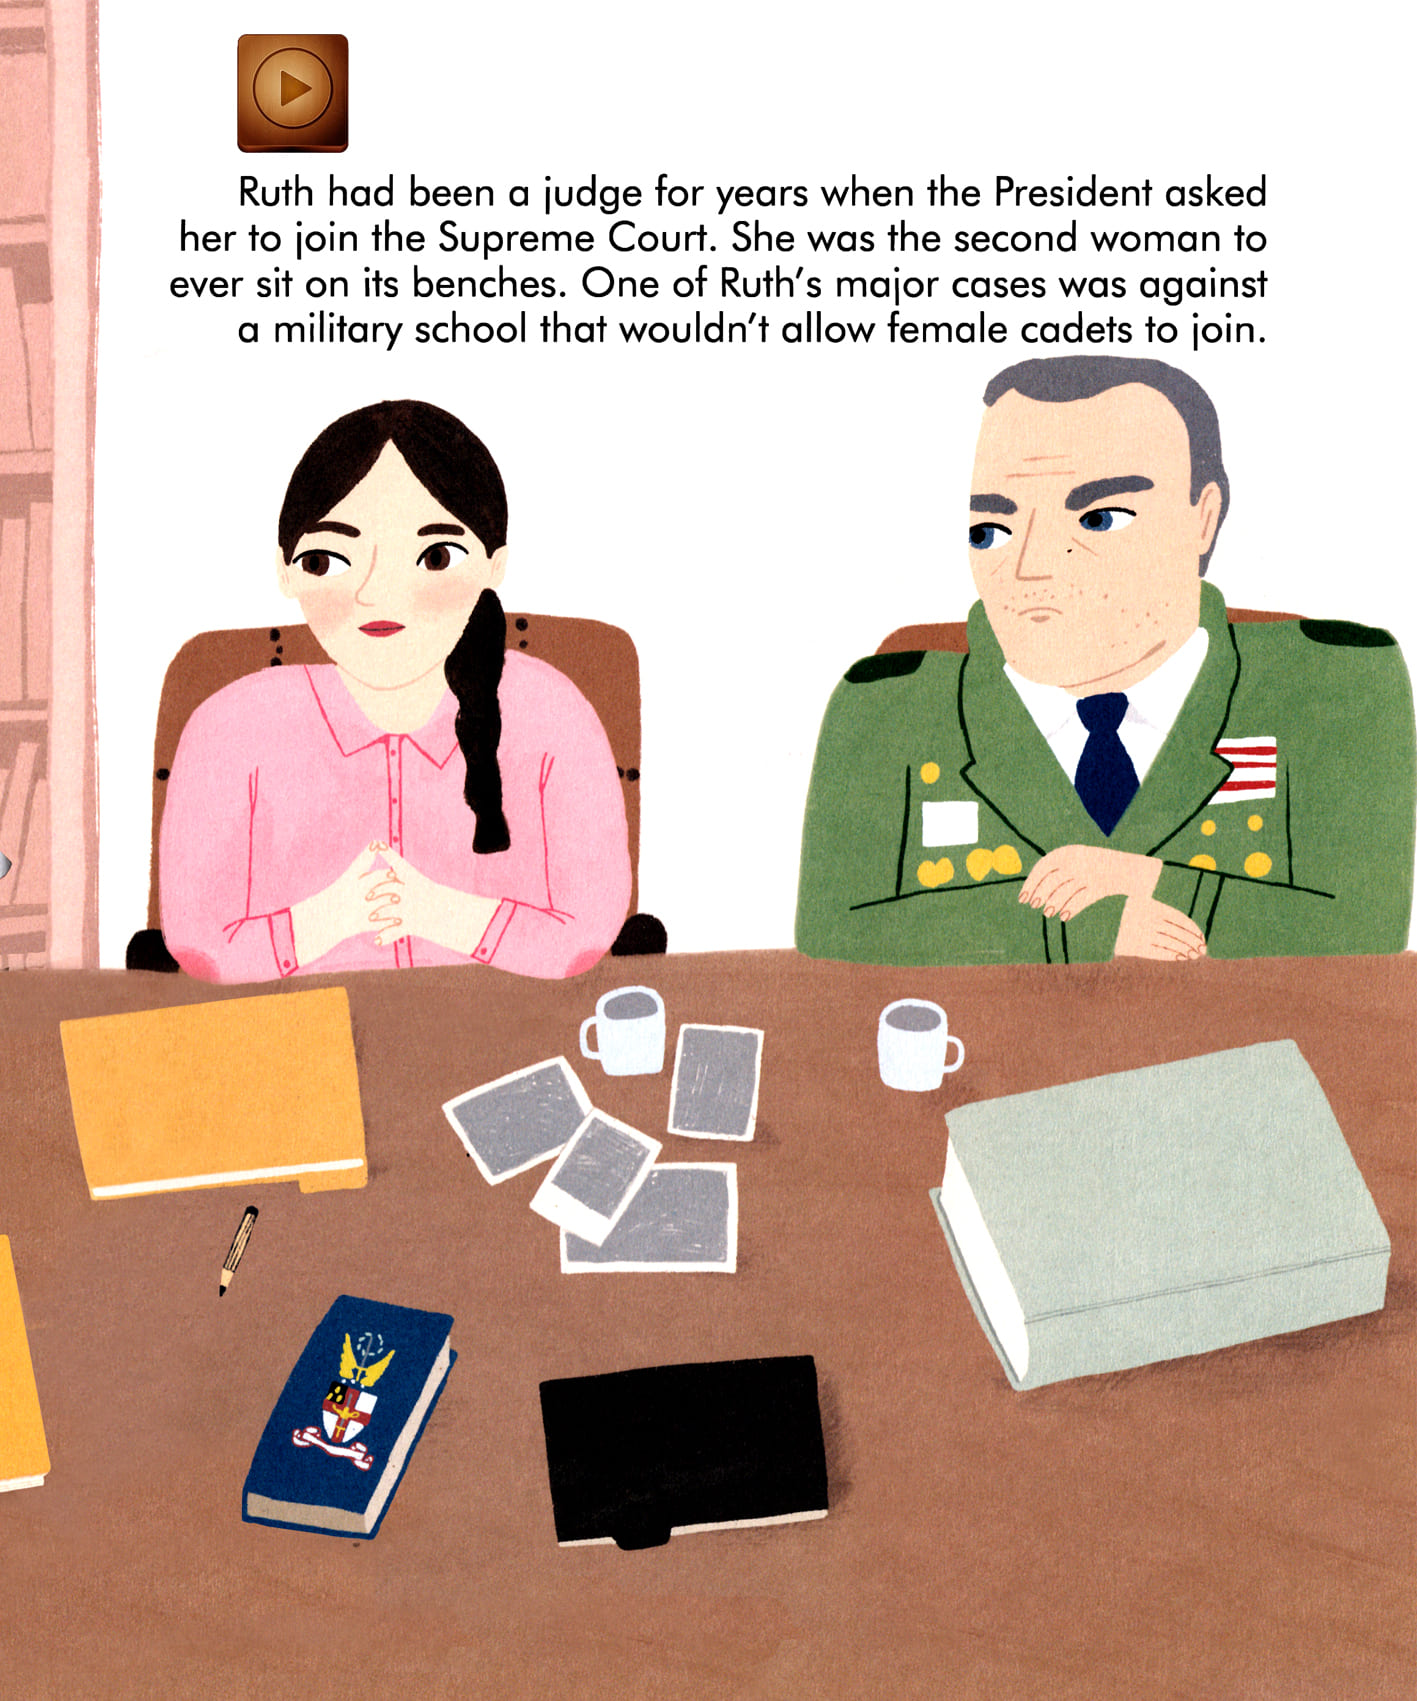 Ruth had been a judge for years when the President asked
her to join the Supreme Court. She was the second woman to
ever sit on its benches. One of Ruth’s major cases was against
a military school that wouldn’t allow female cadets to join.